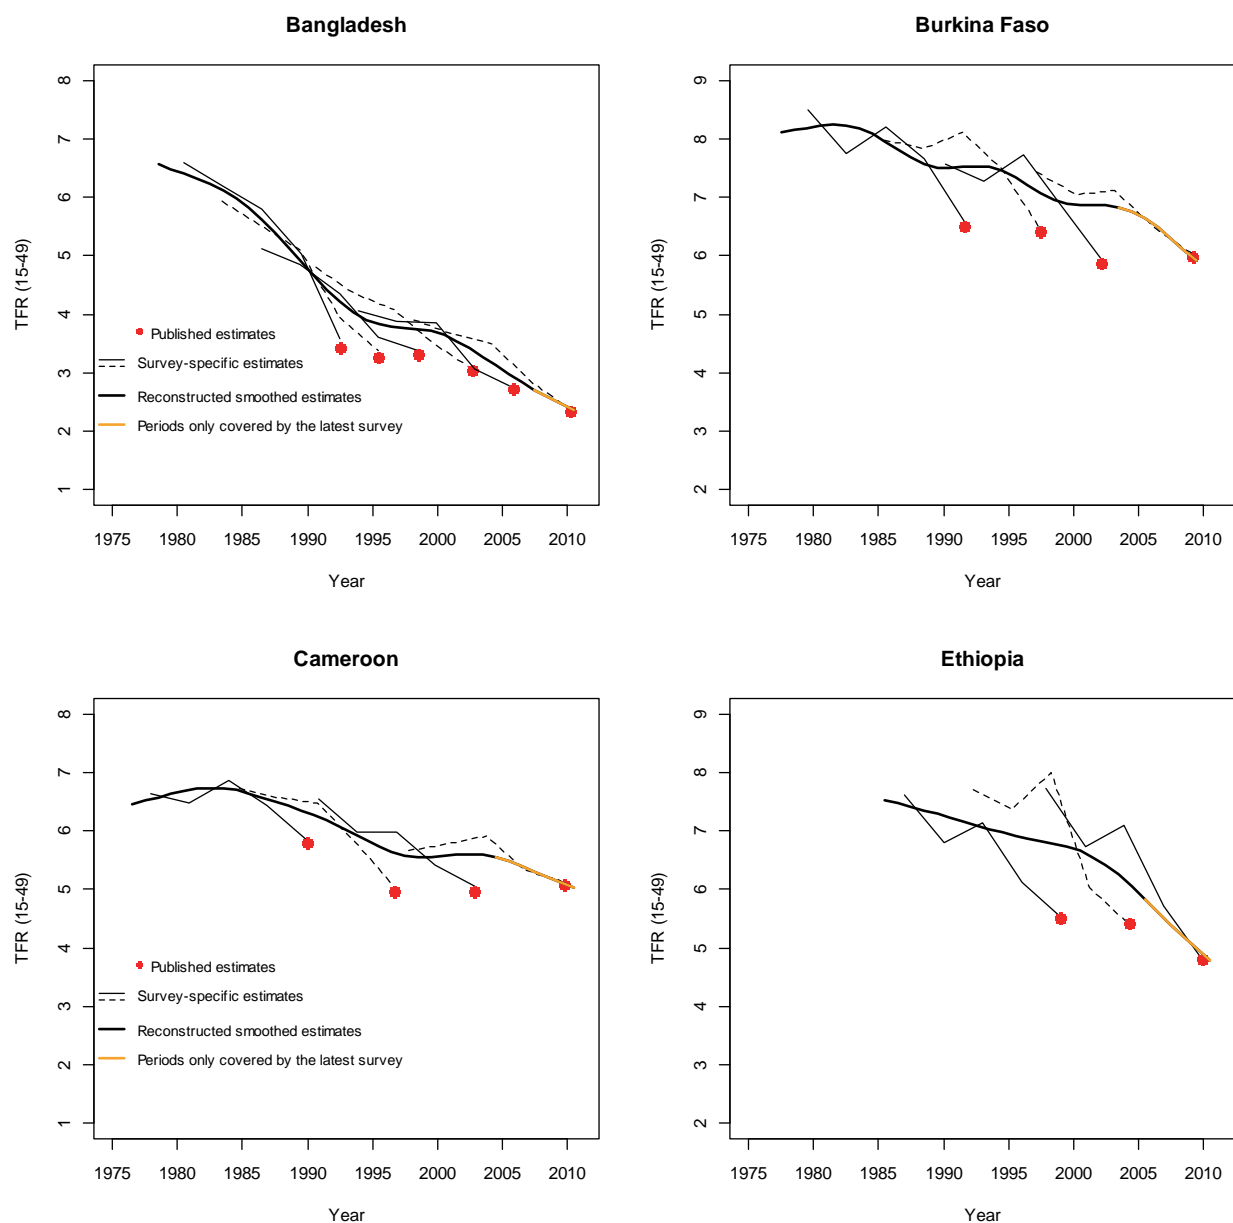 Bangladesh
TFR (15-49)
8
7
6
5
4
3
2
1
Published estimates
Survey-specific estimates
Reconstructed smoothed estimates
Periods only covered by the latest survey
1975 1980 1985 1990 1995 2000 2005 2010
Year
Burkina Faso
TFR (15-49)
9
8
7
6
5
4
3
2
1975 1980 1985 1990 1995 2000 2005 2010
Year
Cameroon
TFR (15-49)
8
7
6
5
4
3
2
1
Published estimates
Survey-specific estimates
Reconstructed smoothed estimates
Periods only covered by the latest survey
1975 1980 1985 1990 1995 2000 2005 2010
Year
Ethiopia
TFR (15-49)
9
8
7
6
5
4
3
2
1975 1980 1985 1990 1995 2000 2005 2010
Year